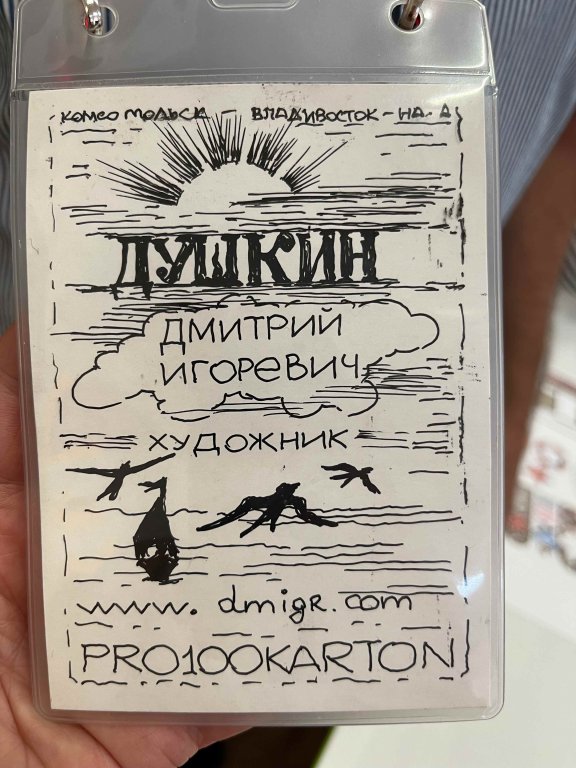 комсомольск - владивосток - на. А
ДУШКИН
ДМИТРИЙ
ИГОРЕВИЧ
художник
www. dmigr.com
PRO100KARTON